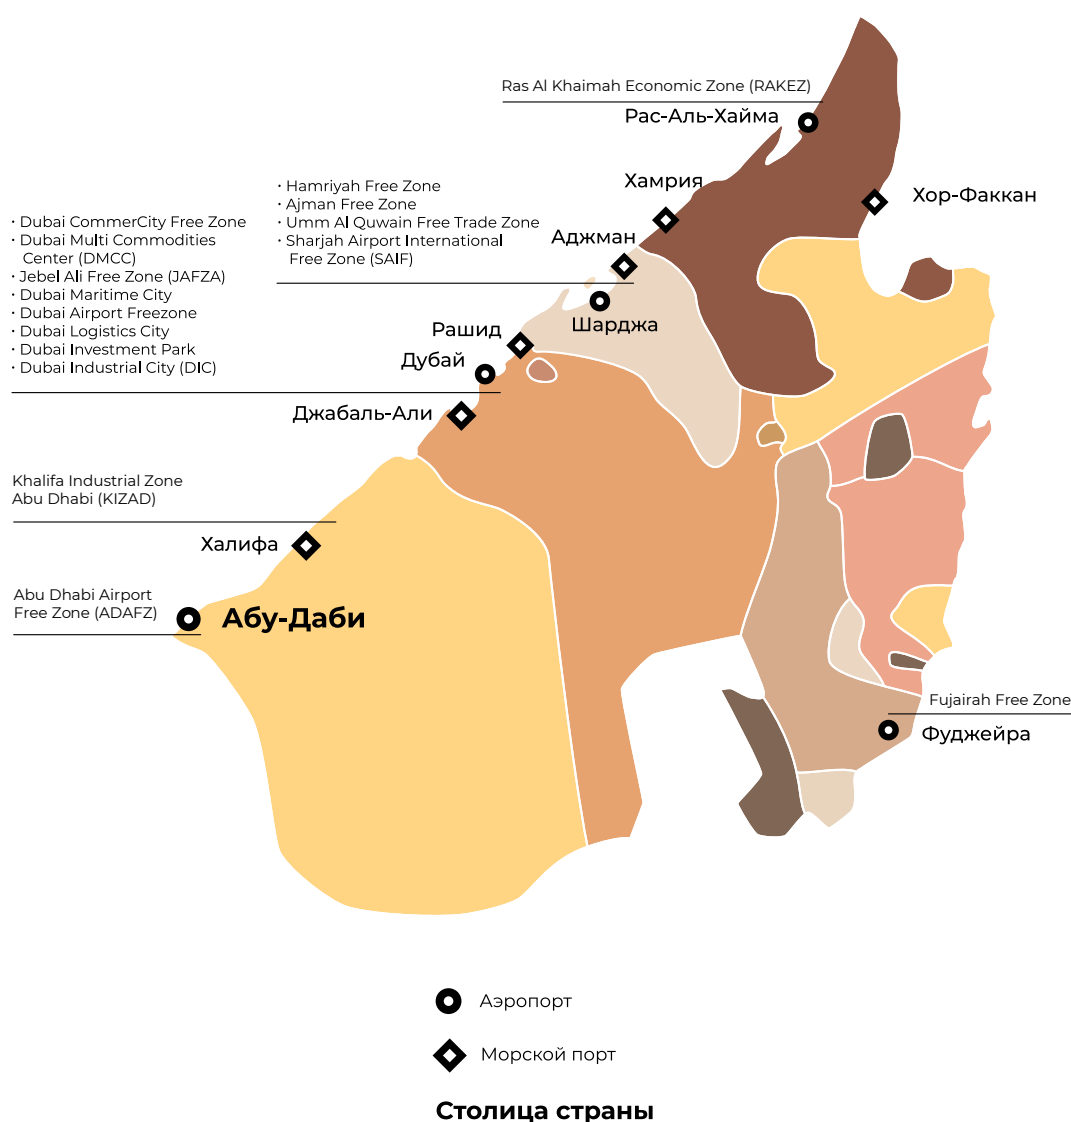 Ras Al Khaimah Economic Zone (RAKEZ)
Рас-Аль-Хайма
Хамрия
Хор-Факкан
· Hamriyah Free Zone
· Ajman Free Zone
· Umm Al Quwain Free Trade Zone
· Sharjah Airport International
Free Zone (SAIF)
Аджман
Шарджа
· Dubai CommerCity Free Zone
· Dubai Multi Commodities
Center (DMCC)
· Jebel Ali Free Zone (JAFZA)
· Dubai Maritime City
· Dubai Airport Freezone
· Dubai Logistics City
· Dubai Investment Park
· Dubai Industrial City (DIC)
Рашид
Дубай
Джабаль-Али
Khalifa Industrial Zone
Abu Dhabi (KIZAD)
Халифа
Abu Dhabi Airport
Free Zone (ADAFZ)
Абу-Даби
Fujairah Free Zone
Фуджейра
Аэропорт
Морской порт
Столица страны